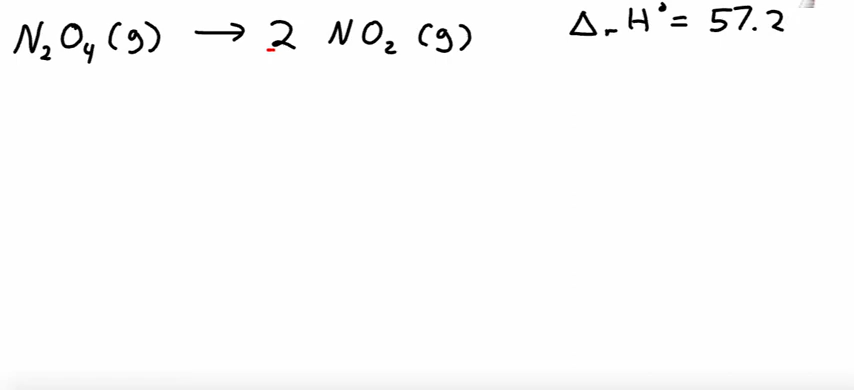 N₂O₄ (g) → 2 NO₂ (g) ΔᵣH° = 57.2